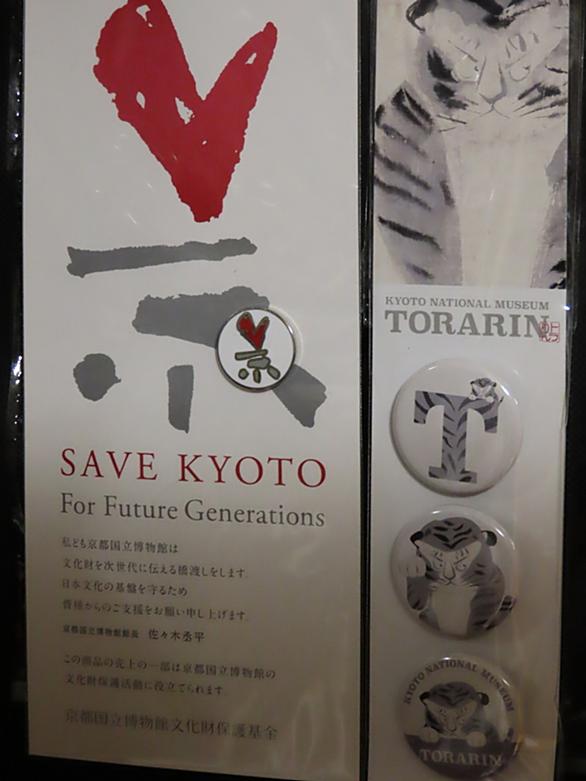 SAVE KYOTO
For Future Generations
私ども京都国立博物館は
文化財を次世代に伝える橋渡しをします。
日本文化の基盤を守るため
皆様からのご支援をお願い申し上げます。
京都国立博物館館長 佐々木丞平
この商品の売上の一部は京都国立博物館の
文化財保護活動に役立てられます。
京都国立博物館文化財保護基金
KYOTO NATIONAL MUSEUM
TORARIN
T
KYOTO NATIONAL MUSEUM
TORARIN